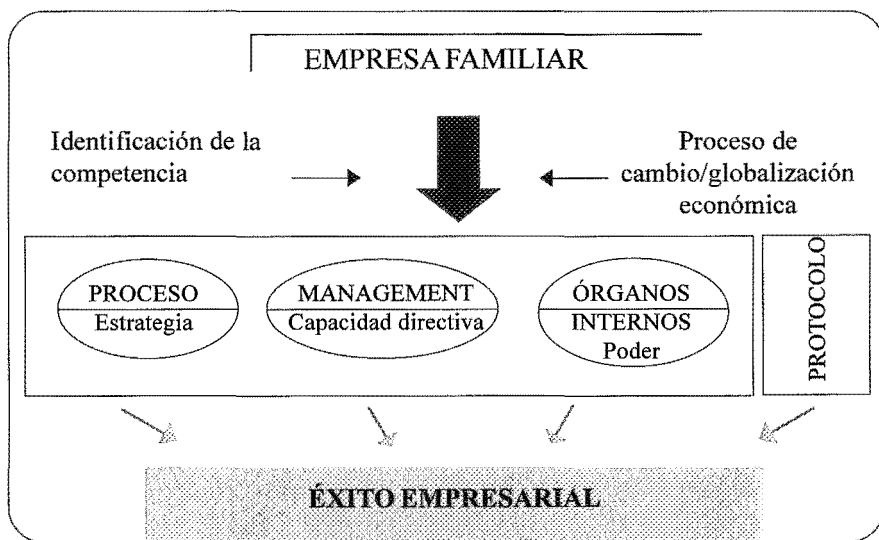 EMPRESA FAMILIAR
Identificación de la
competencia
Proceso de
cambio/globalización
económica
PROCESO
Estrategia
MANAGEMENT
Capacidad directiva
ÓRGANOS
INTERNOS
Poder
PROTOCOLO
ÉXITO EMPRESARIAL